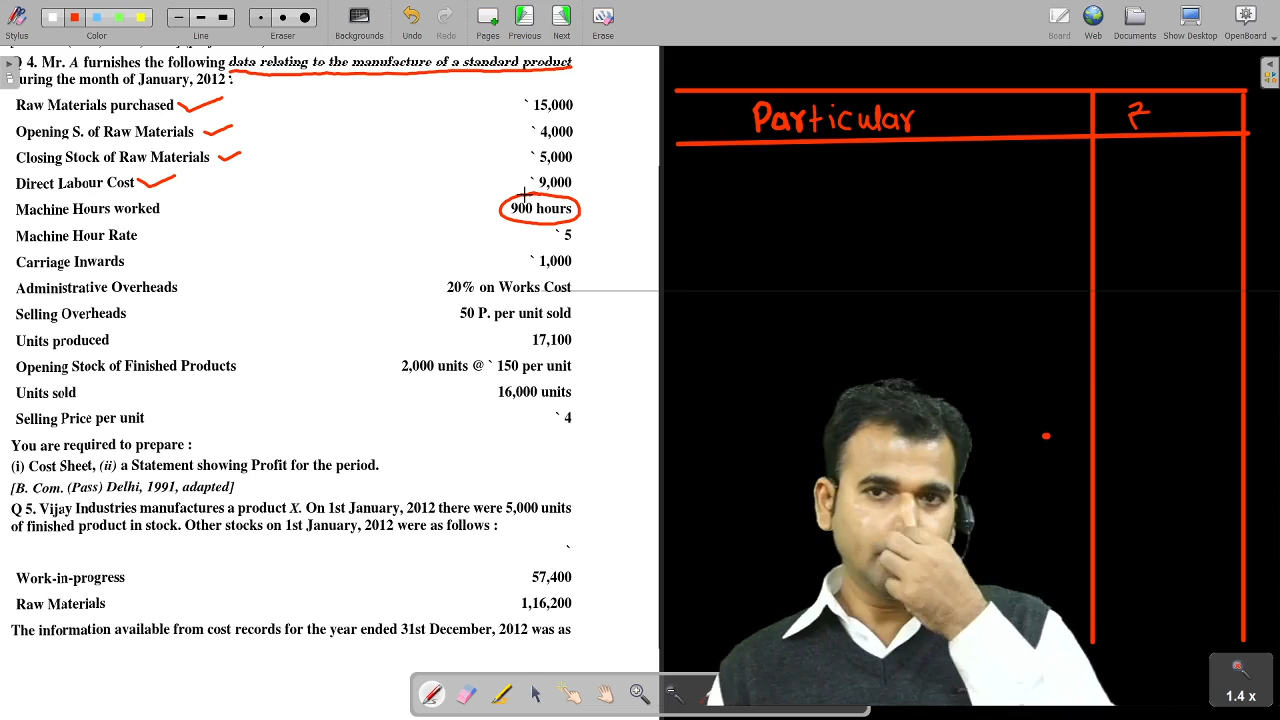 Stylus
Color
Line
Eraser
Backgrounds
Undo
Redo
Pages
Previous
Next
Erase
Board
Web
Documents
Show Desktop
OpenBoard
Q 4. Mr. A furnishes the following data relating to the manufacture of a standard product
uring the month of January, 2012 :
Raw Materials purchased ` 15,000
Opening S. of Raw Materials ` 4,000
Closing Stock of Raw Materials ` 5,000
Direct Labour Cost ` 9,000
Machine Hours worked 900 hours
Machine Hour Rate ` 5
Carriage Inwards ` 1,000
Administrative Overheads 20% on Works Cost
Selling Overheads 50 P. per unit sold
Units produced 17,100
Opening Stock of Finished Products 2,000 units @ ` 150 per unit
Units sold 16,000 units
Selling Price per unit ` 4
You are required to prepare :
(i) Cost Sheet, (ii) a Statement showing Profit for the period.
[B. Com. (Pass) Delhi, 1991, adapted]
Q 5. Vijay Industries manufactures a product X. On 1st January, 2012 there were 5,000 units
of finished product in stock. Other stocks on 1st January, 2012 were as follows :
`
Work-in-progress 57,400
Raw Materials 1,16,200
The information available from cost records for the year ended 31st December, 2012 was as
Particular ₹
1.4 x